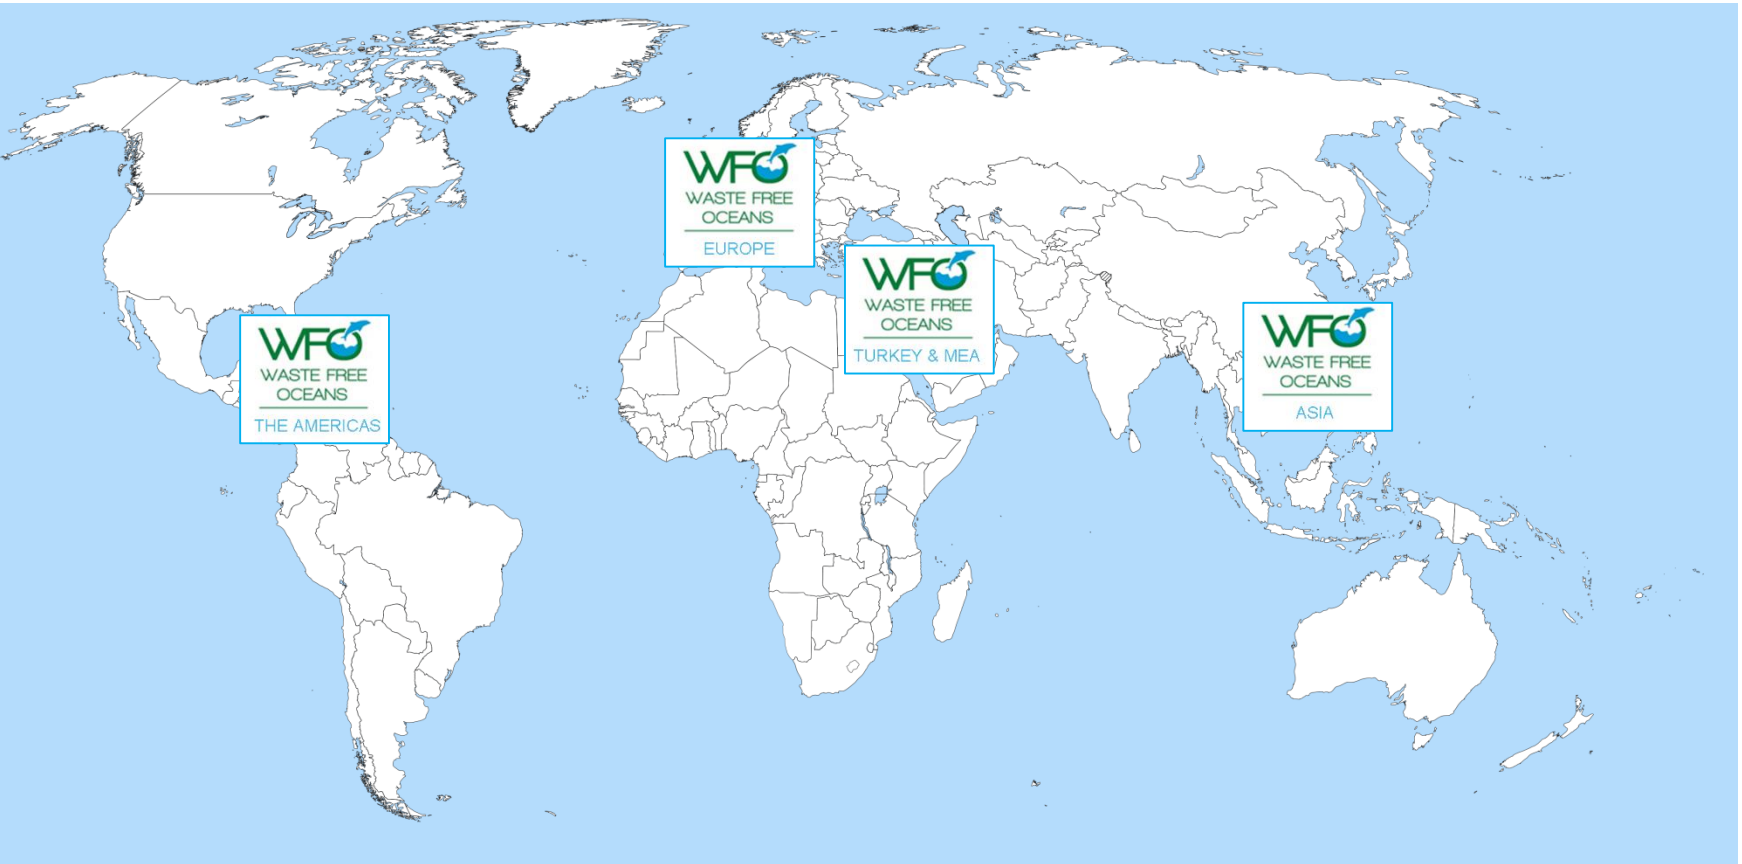 WFO
WASTE FREE
OCEANS
EUROPE
WFO
WASTE FREE
OCEANS
TURKEY & MEA
WFO
WASTE FREE
OCEANS
ASIA
WFO
WASTE FREE
OCEANS
THE AMERICAS